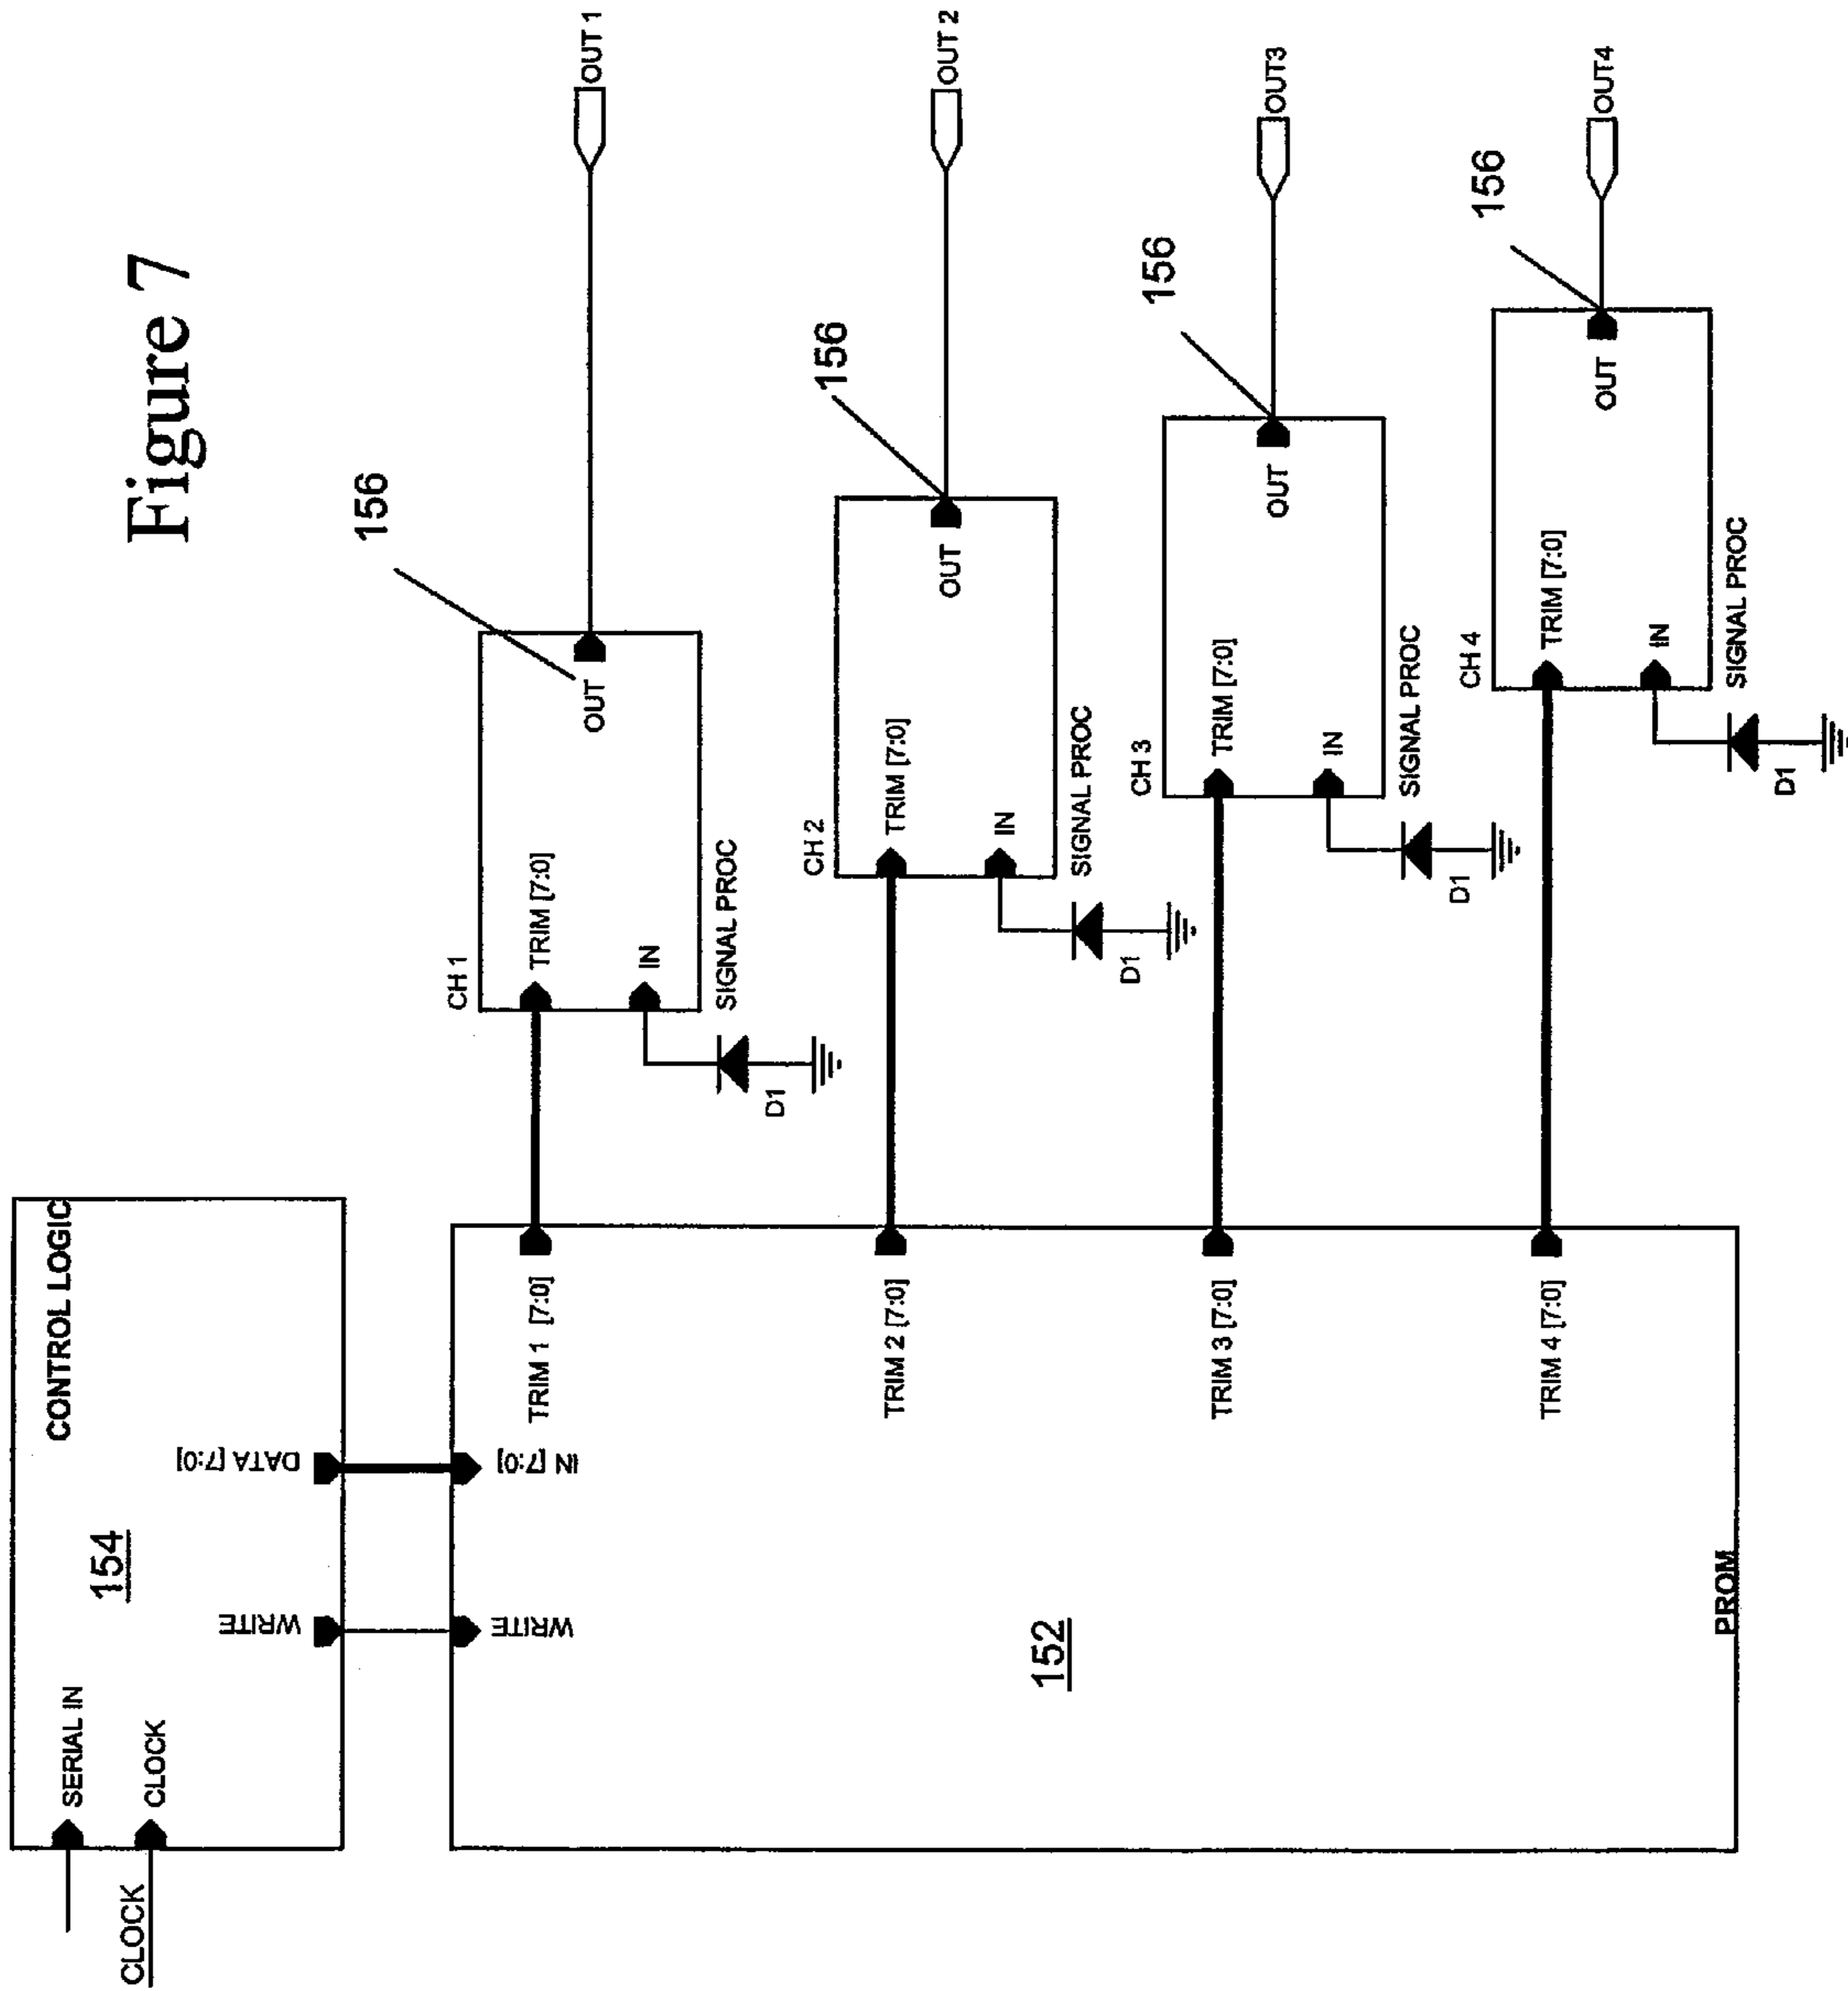 Figure 7
CONTROL LOGIC
154
SERIAL IN
CLOCK
CLOCK
WRITE
DATA [7:0]
WRITE
IN [7:0]
152
PROM
TRIM 1 [7:0]
TRIM 2 [7:0]
TRIM 3 [7:0]
TRIM 4 [7:0]
CH 1
TRIM [7:0]
IN
OUT
SIGNAL PROC
D1
156
OUT 1
CH 2
TRIM [7:0]
IN
OUT
SIGNAL PROC
D1
156
OUT 2
CH 3
TRIM [7:0]
IN
OUT
SIGNAL PROC
D1
156
OUT3
CH 4
TRIM [7:0]
IN
OUT
SIGNAL PROC
D1
156
OUT4